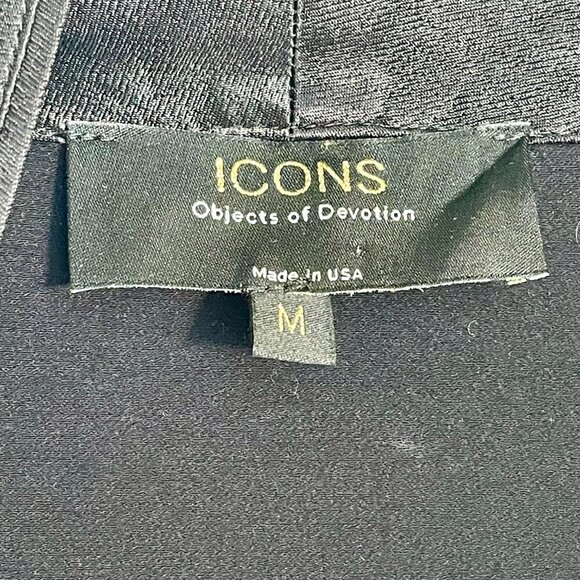 ICONS
Objects of Devotion
Made in USA
M